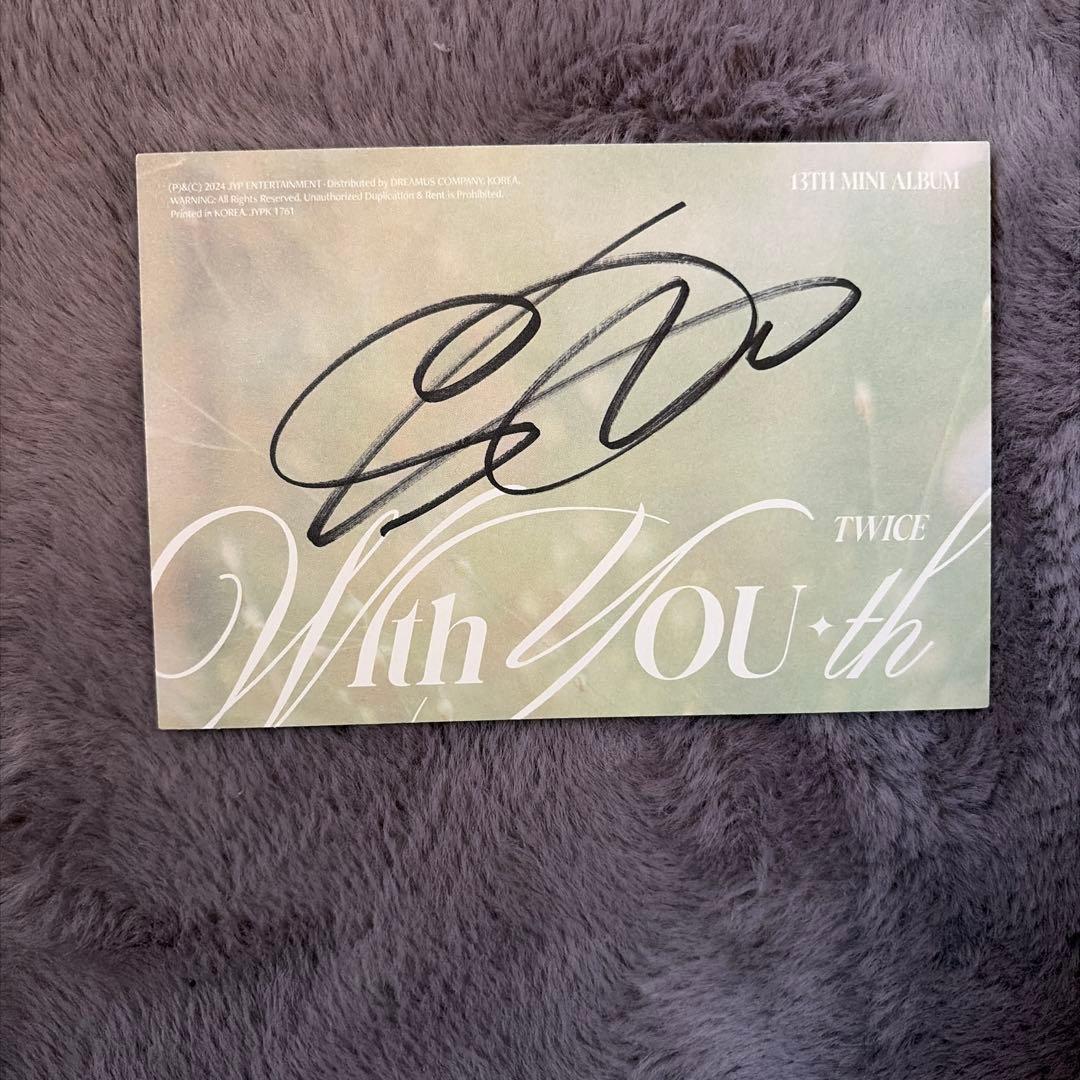 (P)&(C) 2024 JYP ENTERTAINMENT · Distributed by DREAMUS COMPANY, KOREA.
WARNING: All Rights Reserved. Unauthorized Duplication & Rent is Prohibited.
Printed in KOREA. JYPK 1761
13TH MINI ALBUM
TWICE
With YOU-th